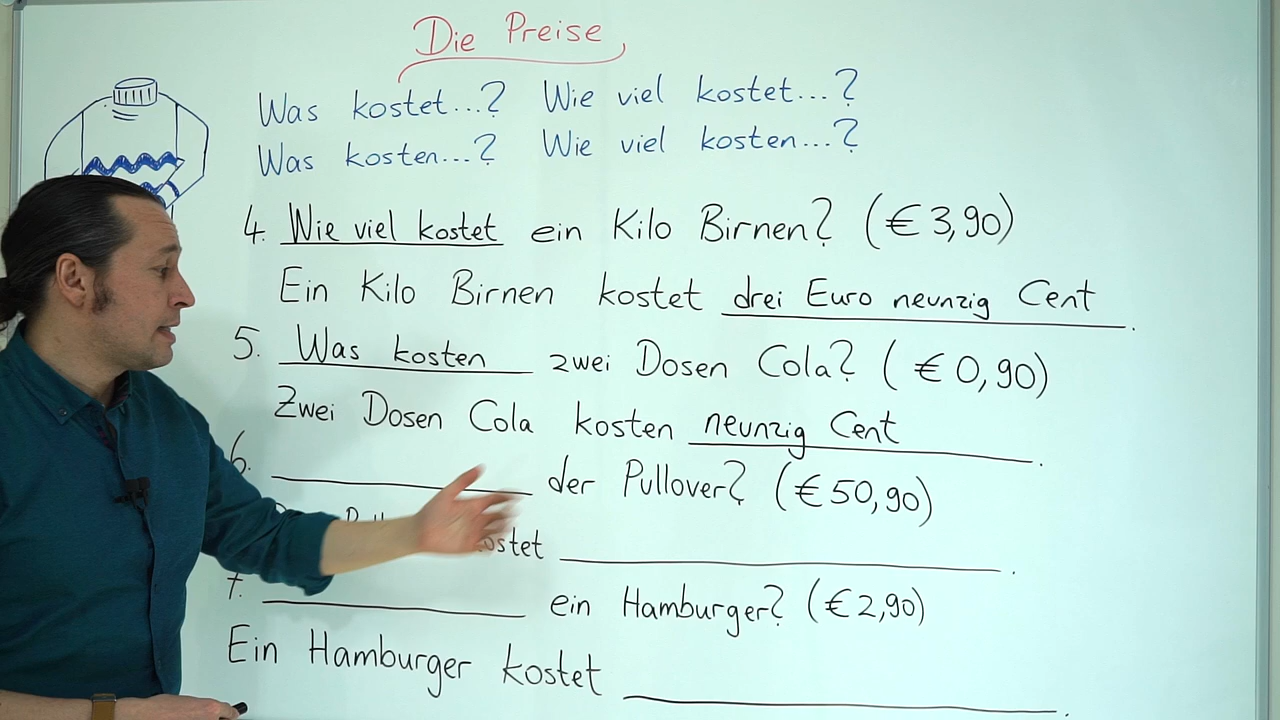 Die Preise
Was kostet...? Wie viel kostet...?
Was kosten...? Wie viel kosten...?
4. Wie viel kostet ein Kilo Birnen? (€ 3,90)
Ein Kilo Birnen kostet drei Euro neunzig Cent.
5. Was kosten zwei Dosen Cola? (€ 0,90)
Zwei Dosen Cola kosten neunzig Cent.
6. der Pullover? (€ 50,90)
kostet .
7. ein Hamburger? (€ 2,90)
Ein Hamburger kostet .